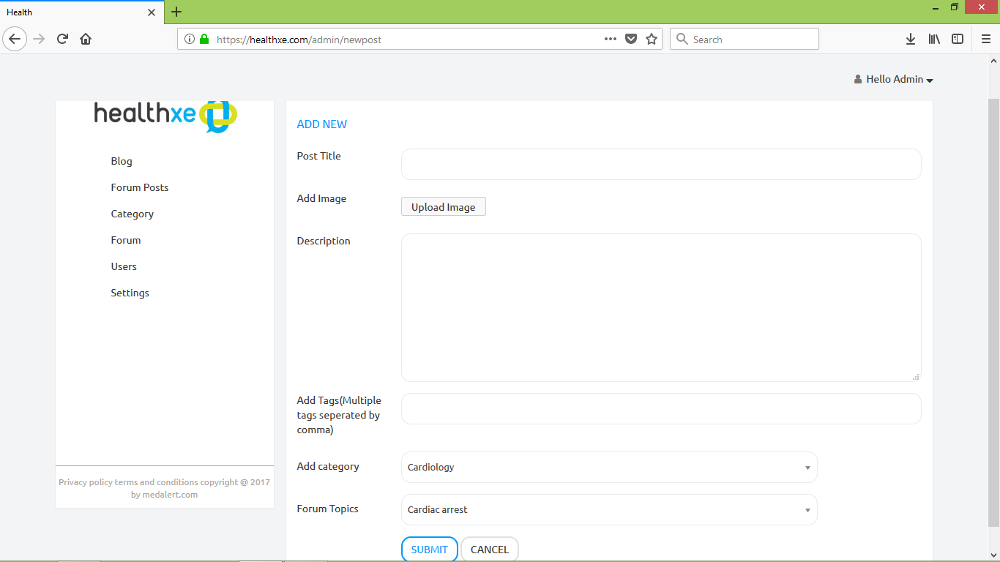 Health
https://healthxe.com/admin/newpost
Search
Hello Admin
healthxe
Blog
Forum Posts
Category
Forum
Users
Settings
Privacy policy terms and conditions copyright @ 2017
by medalert.com
ADD NEW
Post Title
Add Image
Upload Image
Description
Add Tags(Multiple
tags seperated by
comma)
Add category
Cardiology
Forum Topics
Cardiac arrest
SUBMIT
CANCEL